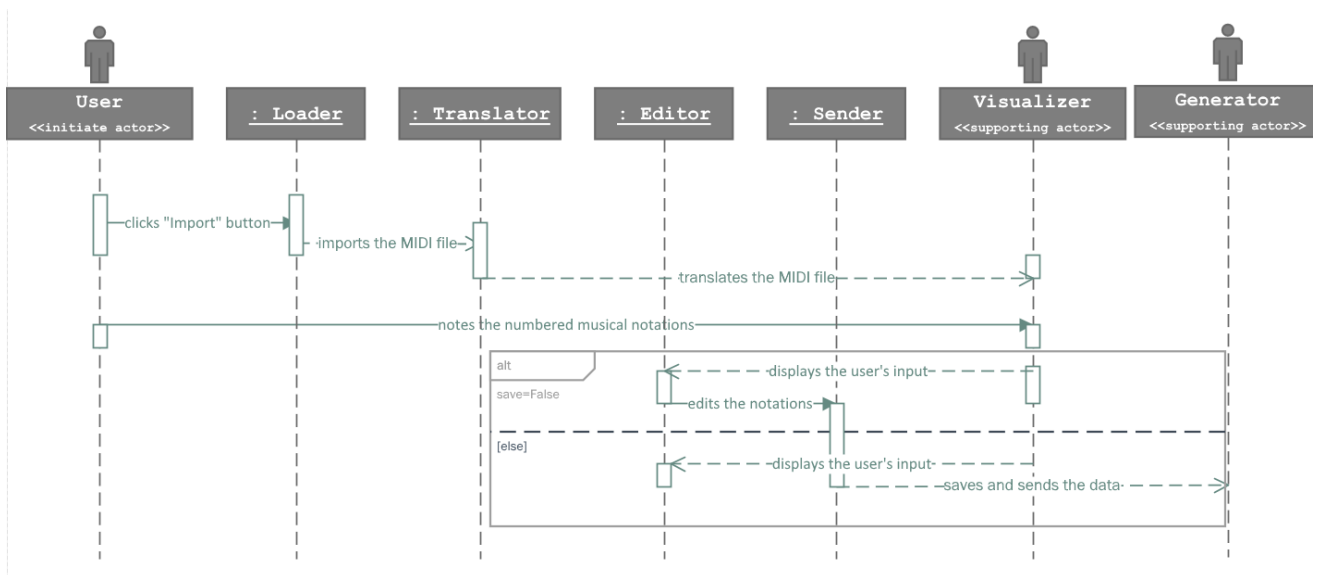 User
<<initiate actor>>
: Loader
: Translator
: Editor
: Sender
Visualizer
<<supporting actor>>
Generator
<<supporting actor>>
clicks "Import" button
imports the MIDI file
translates the MIDI file
notes the numbered musical notations
alt
displays the user's input
save=False
edits the notations
[else]
displays the user's input
saves and sends the data